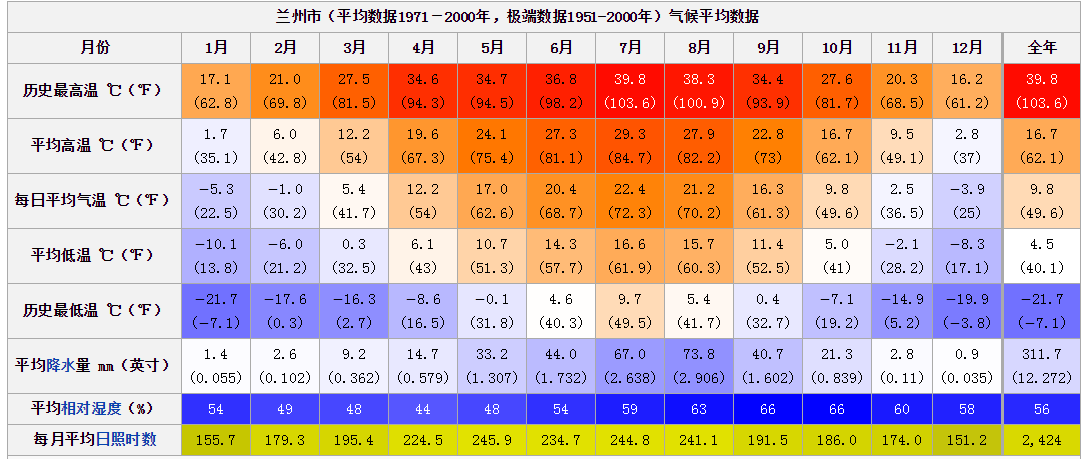 兰州市（平均数据1971－2000年，极端数据1951-2000年）气候平均数据
月份 1月 2月 3月 4月 5月 6月 7月 8月 9月 10月 11月 12月 全年
历史最高温 ℃（℉） 17.1 (62.8) 21.0 (69.8) 27.5 (81.5) 34.6 (94.3) 34.7 (94.5) 36.8 (98.2) 39.8 (103.6) 38.3 (100.9) 34.4 (93.9) 27.6 (81.7) 20.3 (68.5) 16.2 (61.2) 39.8 (103.6)
平均高温 ℃（℉） 1.7 (35.1) 6.0 (42.8) 12.2 (54) 19.6 (67.3) 24.1 (75.4) 27.3 (81.1) 29.3 (84.7) 27.9 (82.2) 22.8 (73) 16.7 (62.1) 9.5 (49.1) 2.8 (37) 16.7 (62.1)
每日平均气温 ℃（℉） −5.3 (22.5) −1.0 (30.2) 5.4 (41.7) 12.2 (54) 17.0 (62.6) 20.4 (68.7) 22.4 (72.3) 21.2 (70.2) 16.3 (61.3) 9.8 (49.6) 2.5 (36.5) −3.9 (25) 9.8 (49.6)
平均低温 ℃（℉） −10.1 (13.8) −6.0 (21.2) 0.3 (32.5) 6.1 (43) 10.7 (51.3) 14.3 (57.7) 16.6 (61.9) 15.7 (60.3) 11.4 (52.5) 5.0 (41) −2.1 (28.2) −8.3 (17.1) 4.5 (40.1)
历史最低温 ℃（℉） −21.7 (−7.1) −17.6 (0.3) −16.3 (2.7) −8.6 (16.5) −0.1 (31.8) 4.6 (40.3) 9.7 (49.5) 5.4 (41.7) 0.4 (32.7) −7.1 (19.2) −14.9 (5.2) −19.9 (−3.8) −21.7 (−7.1)
平均降水量 mm（英寸） 1.4 (0.055) 2.6 (0.102) 9.2 (0.362) 14.7 (0.579) 33.2 (1.307) 44.0 (1.732) 67.0 (2.638) 73.8 (2.906) 40.7 (1.602) 21.3 (0.839) 2.8 (0.11) 0.9 (0.035) 311.7 (12.272)
平均相对湿度（%） 54 49 48 44 48 54 59 63 66 66 60 58 56
每月平均日照时数 155.7 179.3 195.4 224.5 245.9 234.7 244.8 241.1 191.5 186.0 174.0 151.2 2,424